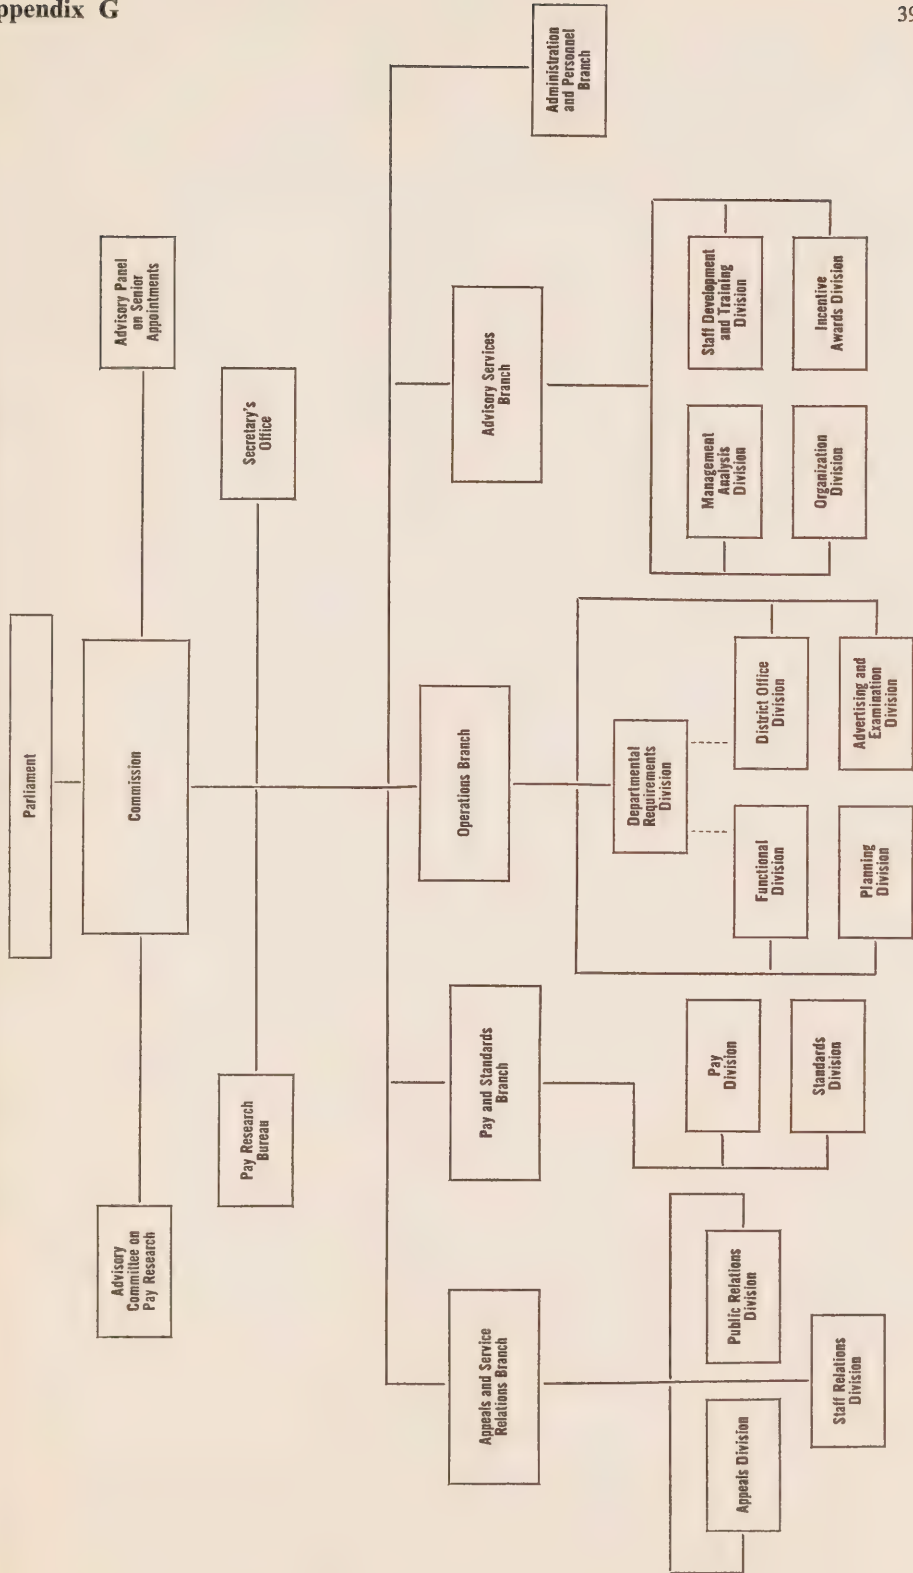 ppendix G
39
Parliament
Commission
Advisory
Committee on
Pay Research
Advisory Panel
on Senior
Appointments
Pay Research
Bureau
Secretary's
Office
Appeals and Service
Relations Branch
Pay and Standards
Branch
Operations Branch
Advisory Services
Branch
Administration
and Personnel
Branch
Appeals Division
Public Relations
Division
Staff Relations
Division
Pay
Division
Standards
Division
Departmental
Requirements
Division
Functional
Division
District Office
Division
Planning
Division
Advertising and
Examination
Division
Management
Analysis
Division
Staff Development
and Training
Division
Organization
Division
Incentive
Awards Division